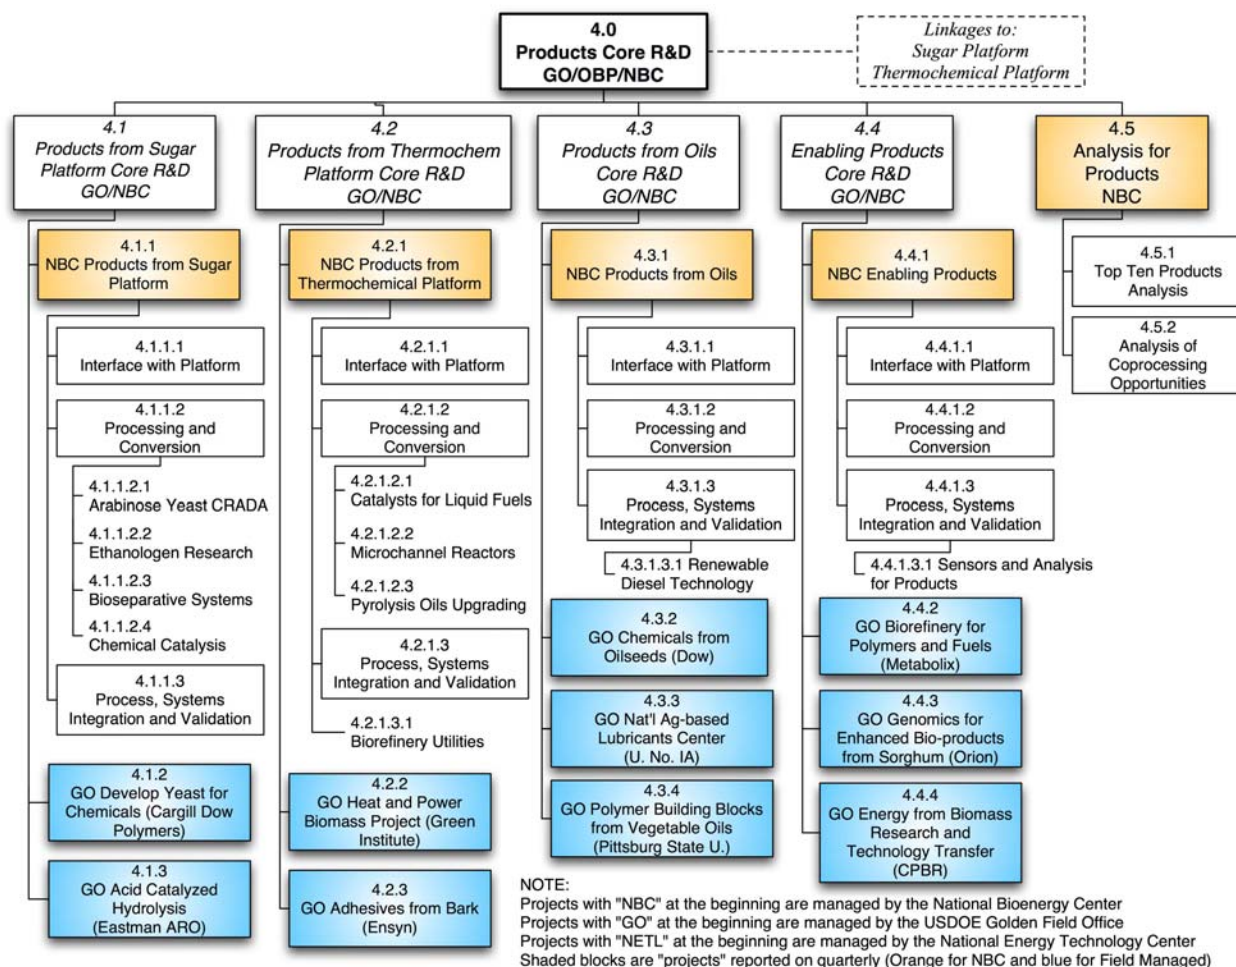 4.0
Products Core R&D
GO/OBP/NBC
Linkages to:
Sugar Platform
Thermochemical Platform
4.1
Products from Sugar
Platform Core R&D
GO/NBC
4.1.1
NBC Products from Sugar
Platform
4.1.1.1
Interface with Platform
4.1.1.2
Processing and
Conversion
4.1.1.2.1
Arabinose Yeast CRADA
4.1.1.2.2
Ethanologen Research
4.1.1.2.3
Bioseparative Systems
4.1.1.2.4
Chemical Catalysis
4.1.1.3
Process, Systems
Integration and Validation
4.1.2
GO Develop Yeast for
Chemicals (Cargill Dow
Polymers)
4.1.3
GO Acid Catalyzed
Hydrolysis
(Eastman ARO)
4.2
Products from Thermochem
Platform Core R&D
GO/NBC
4.2.1
NBC Products from
Thermochemical Platform
4.2.1.1
Interface with Platform
4.2.1.2
Processing and
Conversion
4.2.1.2.1
Catalysts for Liquid Fuels
4.2.1.2.2
Microchannel Reactors
4.2.1.2.3
Pyrolysis Oils Upgrading
4.2.1.3
Process, Systems
Integration and Validation
4.2.1.3.1
Biorefinery Utilities
4.2.2
GO Heat and Power
Biomass Project (Green
Institute)
4.2.3
GO Adhesives from Bark
(Ensyn)
4.3
Products from Oils
Core R&D
GO/NBC
4.3.1
NBC Products from Oils
4.3.1.1
Interface with Platform
4.3.1.2
Processing and
Conversion
4.3.1.3
Process, Systems
Integration and Validation
4.3.1.3.1 Renewable
Diesel Technology
4.3.2
GO Chemicals from
Oilseeds (Dow)
4.3.3
GO Nat'l Ag-based
Lubricants Center
(U. No. IA)
4.3.4
GO Polymer Building Blocks
from Vegetable Oils
(Pittsburg State U.)
4.4
Enabling Products
Core R&D
GO/NBC
4.4.1
NBC Enabling Products
4.4.1.1
Interface with Platform
4.4.1.2
Processing and
Conversion
4.4.1.3
Process, Systems
Integration and Validation
4.4.1.3.1 Sensors and Analysis
for Products
4.4.2
GO Biorefinery for
Polymers and Fuels
(Metabolix)
4.4.3
GO Genomics for
Enhanced Bio-products
from Sorghum (Orion)
4.4.4
GO Energy from Biomass
Research and
Technology Transfer
(CPBR)
4.5
Analysis for
Products
NBC
4.5.1
Top Ten Products
Analysis
4.5.2
Analysis of
Coprocessing
Opportunities
NOTE:
Projects with "NBC" at the beginning are managed by the National Bioenergy Center
Projects with "GO" at the beginning are managed by the USDOE Golden Field Office
Projects with "NETL" at the beginning are managed by the National Energy Technology Center
Shaded blocks are "projects" reported on quarterly (Orange for NBC and blue for Field Managed)